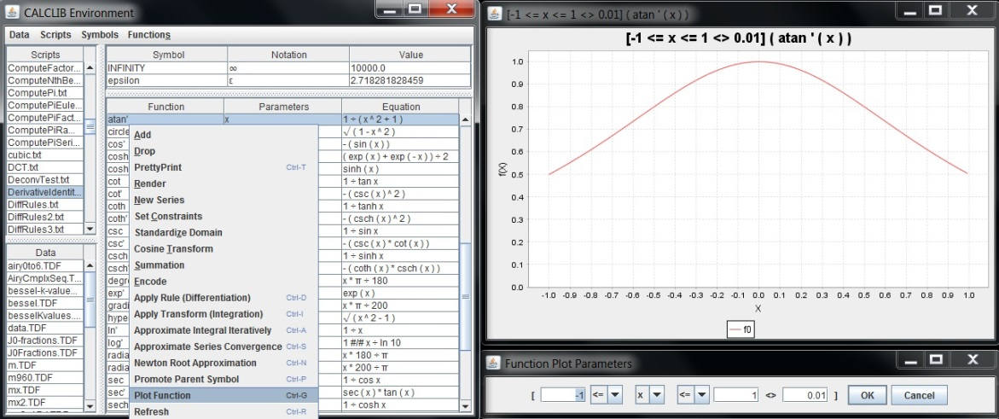 CALCLIB Environment
Data Scripts Symbols Functions
Scripts
ComputeFactor...
ComputeNthBe...
ComputePi.txt
ComputePiEule...
ComputePiFact...
ComputePiRa...
ComputePiSeri...
cubic.txt
DCT.txt
DeconvTest.txt
DerivativeIdentit...
DiffRules.txt
DiffRules2.txt
DiffRules3.txt
Data
airy0to6.TDF
AiryCmplxSeq.T...
bessel-k-value...
bessel.TDF
besselKvalues....
data.TDF
J0-fractions.TDF
J0Fractions.TDF
m.TDF
m960.TDF
mx.TDF
mx2.TDF
Symbol Notation Value
INFINITY ∞ 10000.0
epsilon ε 2.718281828459
Function Parameters Equation
atan' x 1 ÷ ( x ^ 2 + 1 )
circle √ ( 1 - x ^ 2 )
cos' - ( sin ( x ) )
cosh ( exp ( x ) + exp ( - x ) ) ÷ 2
cosh sinh ( x )
cot 1 ÷ tan x
cot' - ( csc ( x ) ^ 2 )
coth 1 ÷ tanh x
coth' - ( csch ( x ) ^ 2 )
csc 1 ÷ sin x
csc' - ( csc ( x ) * cot ( x ) )
csch 1 ÷ sinh x
csch' - ( coth ( x ) * csch ( x ) )
degr x * π ÷ 180
exp' exp ( x )
gradi x * π ÷ 200
hype √ ( x ^ 2 - 1 )
ln' 1 ÷ x
log' 1 #/# x ÷ ln 10
radia x * 180 ÷ π
radia x * 200 ÷ π
sec 1 ÷ cos x
sec' sec ( x ) * tan ( x )
sech 1 ÷ cosh x
Add
Drop
PrettyPrint Ctrl-T
Render
New Series
Set Constraints
Standardize Domain
Cosine Transform
Summation
Encode
Apply Rule (Differentiation) Ctrl-D
Apply Transform (Integration) Ctrl-I
Approximate Integral Iteratively Ctrl-A
Approximate Series Convergence Ctrl-S
Newton Root Approximation Ctrl-N
Promote Parent Symbol Ctrl-P
Plot Function Ctrl-G
Refresh Ctrl-R
[-1 <= x <= 1 <> 0.01] ( atan ' ( x ) )
[-1 <= x <= 1 <> 0.01] ( atan ' ( x ) )
1.0
0.9
0.8
0.7
0.6
0.5
0.4
0.3
0.2
0.1
0.0
f(X)
-1.0 -0.9 -0.8 -0.7 -0.6 -0.5 -0.4 -0.3 -0.2 -0.1 0.0 0.1 0.2 0.3 0.4 0.5 0.6 0.7 0.8 0.9 1.0
X
f0
Function Plot Parameters
[ -1 <= x <= 1 <> 0.01 ] OK Cancel